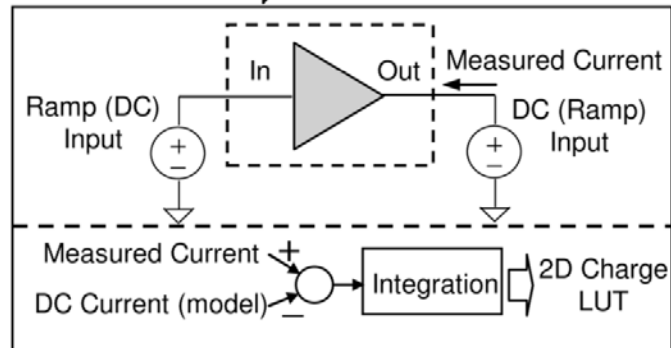 In
Out
Measured Current
Ramp (DC)
Input
+
−
DC (Ramp)
Input
+
−
Measured Current
+
DC Current (model)
−
Integration
2D Charge
LUT